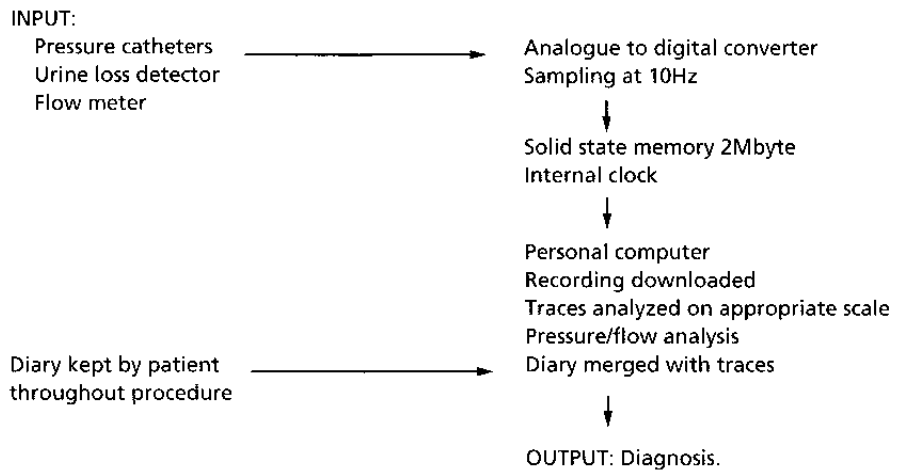 INPUT:
Pressure catheters
Urine loss detector
Flow meter
Analogue to digital converter
Sampling at 10Hz
Solid state memory 2Mbyte
Internal clock
Personal computer
Recording downloaded
Traces analyzed on appropriate scale
Pressure/flow analysis
Diary merged with traces
Diary kept by patient
throughout procedure
OUTPUT: Diagnosis.